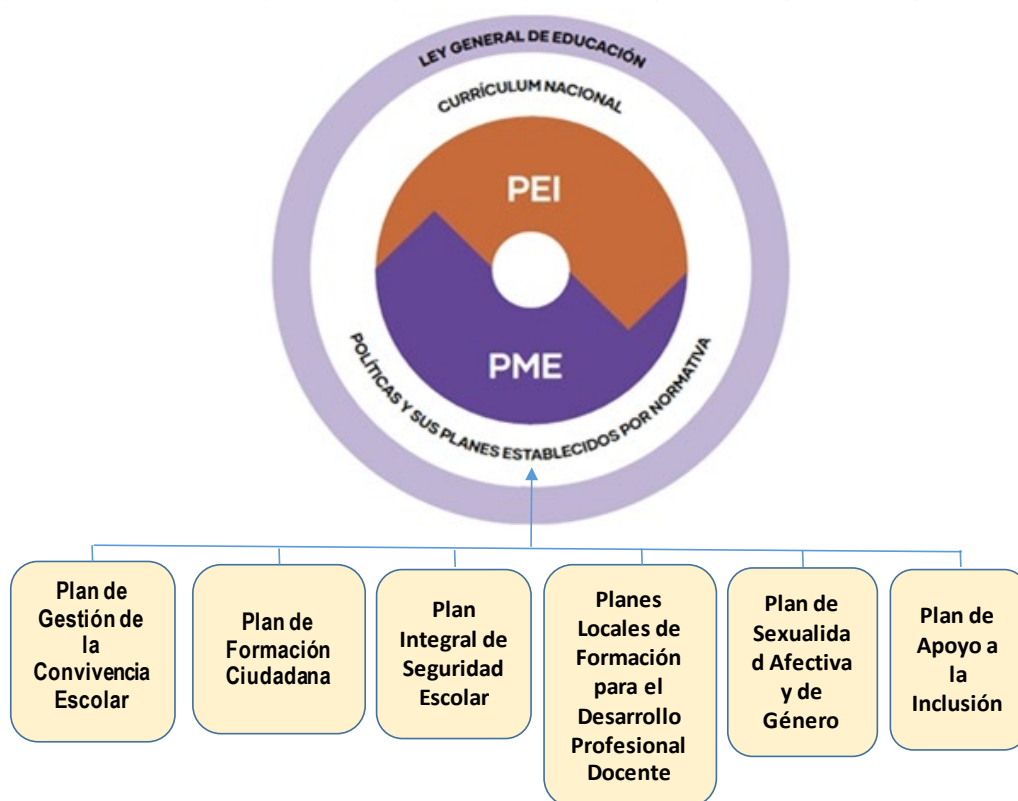 LEY GENERAL DE EDUCACIÓN
CURRÍCULUM NACIONAL
PEI
PME
POLÍTICAS Y SUS PLANES ESTABLECIDOS POR NORMATIVA
Plan de
Gestión de
la
Convivencia
Escolar
Plan de
Formación
Ciudadana
Plan
Integral de
Seguridad
Escolar
Planes
Locales de
Formación
para el
Desarrollo
Profesional
Docente
Plan de
Sexualida
d Afectiva
y de
Género
Plan de
Apoyo a
la
Inclusión